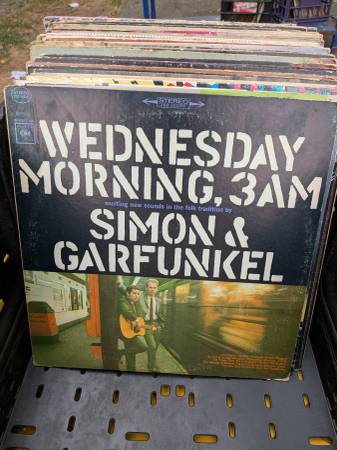 STEREO
WEDNESDAY
MORNING, 3AM
exciting new sounds in the folk tradition by
SIMON &
GARFUNKEL